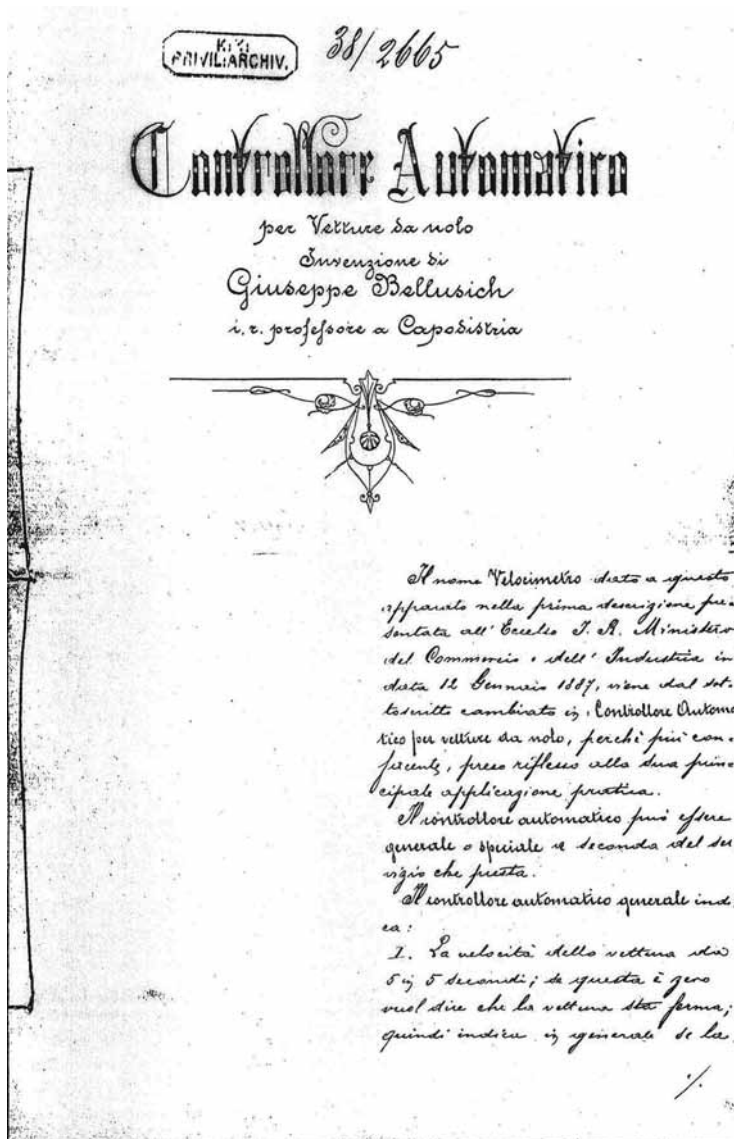 K. K.
PRIVIL: ARCHIV.
38/2665
Controllore Automatico
per Vetture da nolo
Invenzione di
Giuseppe Bellusich
i. r. professore a Capodistria
Il nome Velocimetro dato a questo
apparato nella prima descrizione pre-
sentata all' Eccelso I. R. Ministero
del Commercio e dell' Industria in
data 12 Gennaio 1887, viene dal sot-
toscritto cambiato in, Controllore Automa
tico per vetture da nolo, perchè più con-
facente, preso riflesso alla sua prin-
cipale applicazione pratica.
Il controllore automatico può essere
generale o speciale a seconda del ser
vigio che presta.
Il controllore automatico generale indi
ca:
I. La velocità della vettura da
5 in 5 secondi; se questa è zero
vuol dire che la vettura sta ferma;
quindi indica in generale se la
./.